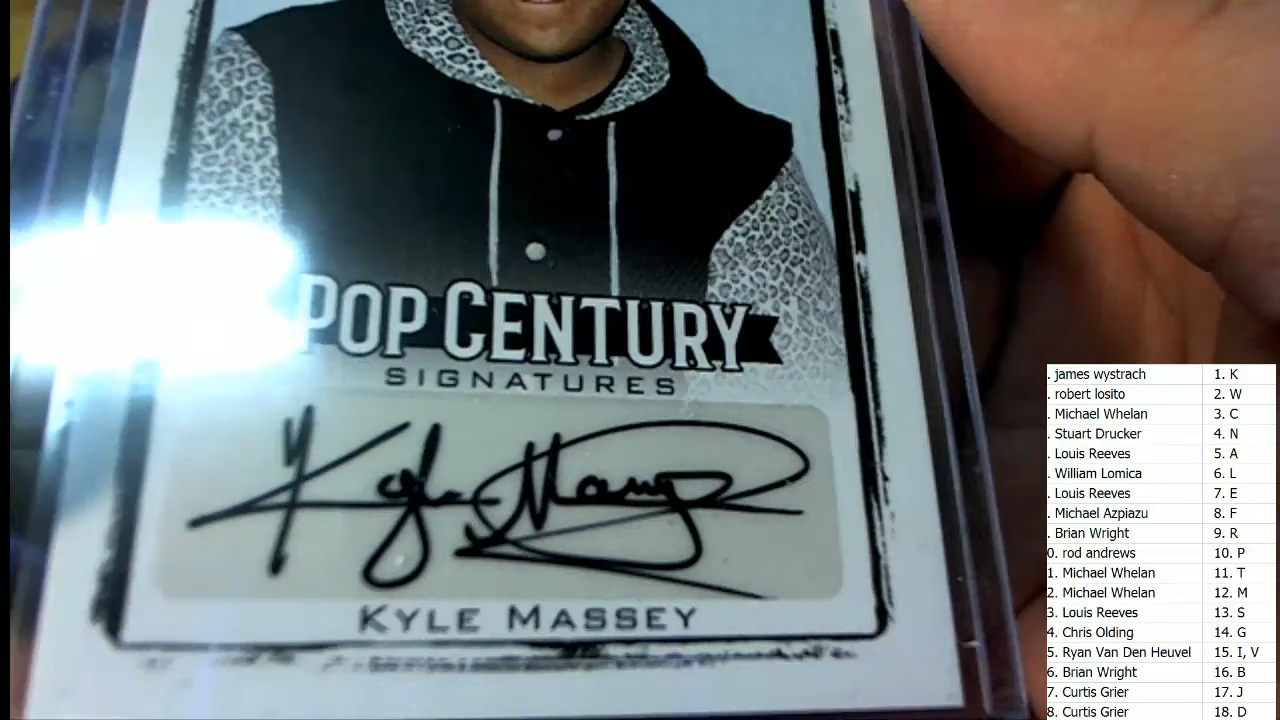 POP CENTURY
SIGNATURES
Kyle Massey
KYLE MASSEY
. james wystrach 1. K
. robert losito 2. W
. Michael Whelan 3. C
. Stuart Drucker 4. N
. Louis Reeves 5. A
. William Lomica 6. L
. Louis Reeves 7. E
. Michael Azpiazu 8. F
. Brian Wright 9. R
0. rod andrews 10. P
1. Michael Whelan 11. T
2. Michael Whelan 12. M
3. Louis Reeves 13. S
4. Chris Olding 14. G
5. Ryan Van Den Heuvel 15. I, V
6. Brian Wright 16. B
7. Curtis Grier 17. J
8. Curtis Grier 18. D